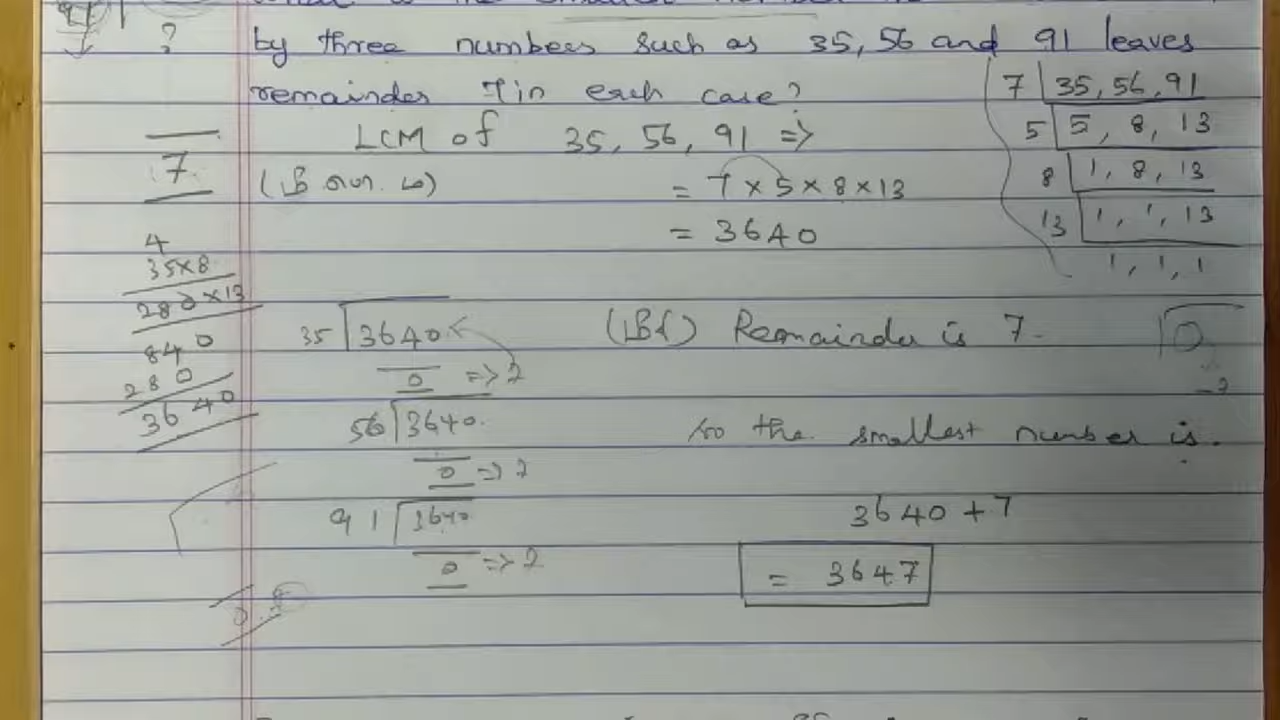 by three numbers such as 35, 56 and 91 leaves
remainder 7 in each case?
7 | 35, 56, 91
5 | 5, 8, 13
8 | 1, 8, 13
13 | 1, 1, 13
1, 1, 1
LCM of 35, 56, 91 =>
7
= 7 x 5 x 8 x 13
= 3640
4
35x8
280 x 13
840
280
3640
35 | 3640
0 => 7
Remainder is 7.
56 | 3640
0 => 7
so the smallest number is.
91 | 3640
0 => 7
3640 + 7
= 3647